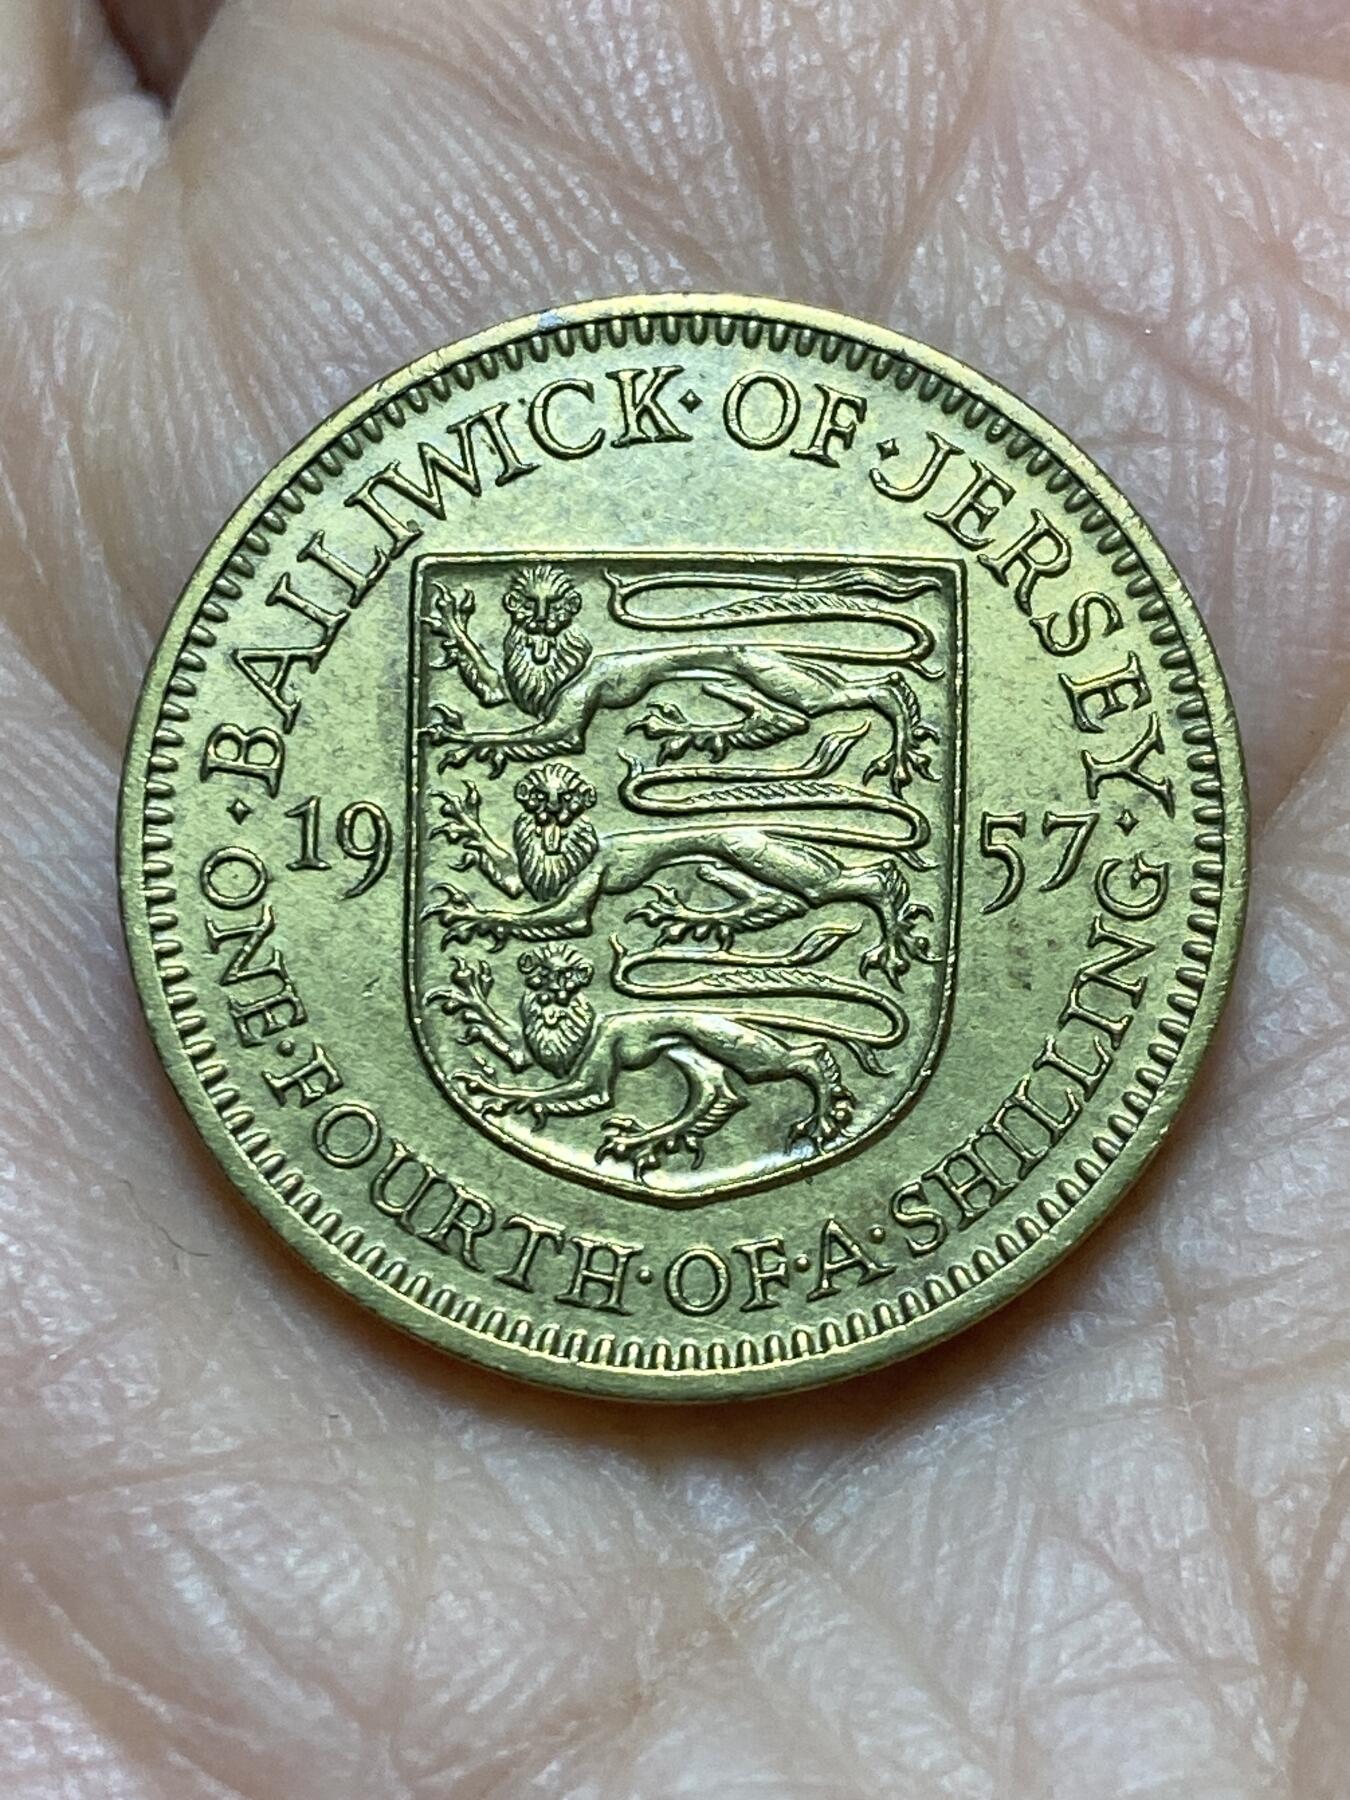 ·BAILIWICK·OF·JERSEY·
19 57
ONE·FOURTH·OF·A·SHILLING